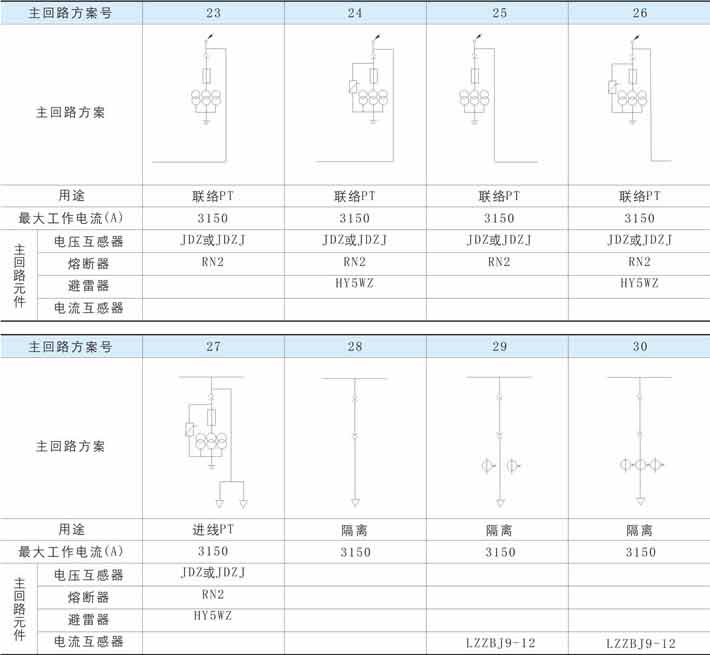 主回路方案号 23 24 25 26
主回路方案
用途 联络PT 联络PT 联络PT 联络PT
最大工作电流(A) 3150 3150 3150 3150
主回路元件
电压互感器 JDZ或JDZJ JDZ或JDZJ JDZ或JDZJ JDZ或JDZJ
熔断器 RN2 RN2 RN2 RN2
避雷器 HY5WZ HY5WZ
电流互感器
主回路方案号 27 28 29 30
主回路方案
用途 进线PT 隔离 隔离 隔离
最大工作电流(A) 3150 3150 3150 3150
主回路元件
电压互感器 JDZ或JDZJ
熔断器 RN2
避雷器 HY5WZ
电流互感器 LZZBJ9-12 LZZBJ9-12